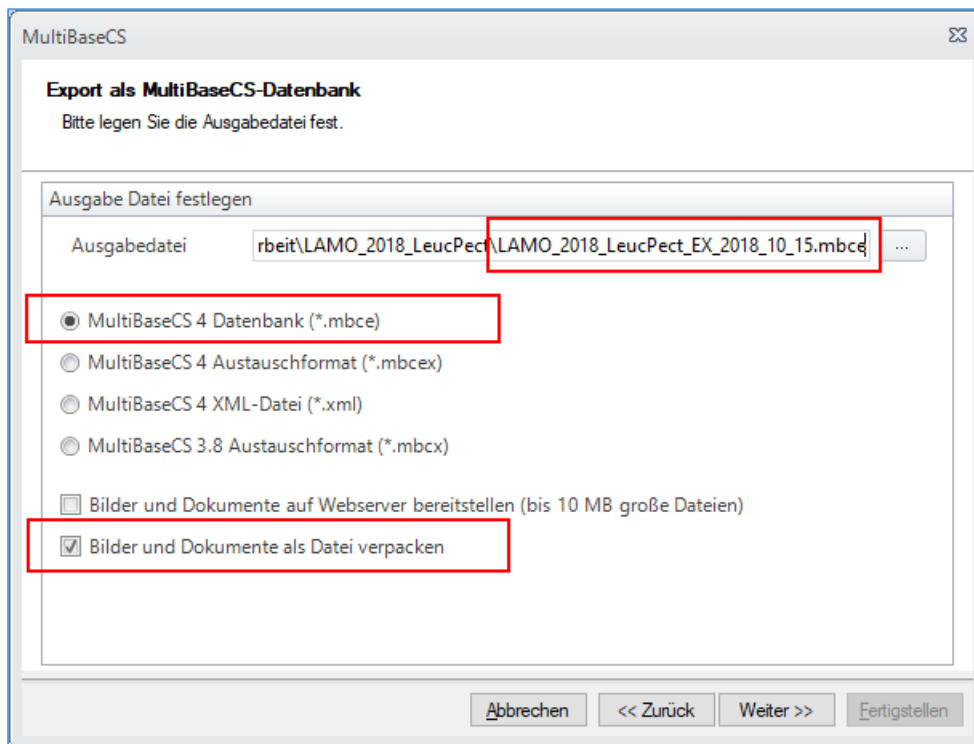 MultiBaseCS
Export als MultiBaseCS-Datenbank
Bitte legen Sie die Ausgabedatei fest.
Ausgabe Datei festlegen
Ausgabedatei rbeit\LAMO_2018_LeucPect\LAMO_2018_LeucPect_EX_2018_10_15.mbce ...
MultiBaseCS 4 Datenbank (*.mbce)
MultiBaseCS 4 Austauschformat (*.mbcex)
MultiBaseCS 4 XML-Datei (*.xml)
MultiBaseCS 3.8 Austauschformat (*.mbcx)
Bilder und Dokumente auf Webserver bereitstellen (bis 10 MB große Dateien)
Bilder und Dokumente als Datei verpacken
Abbrechen << Zurück Weiter >> Fertigstellen